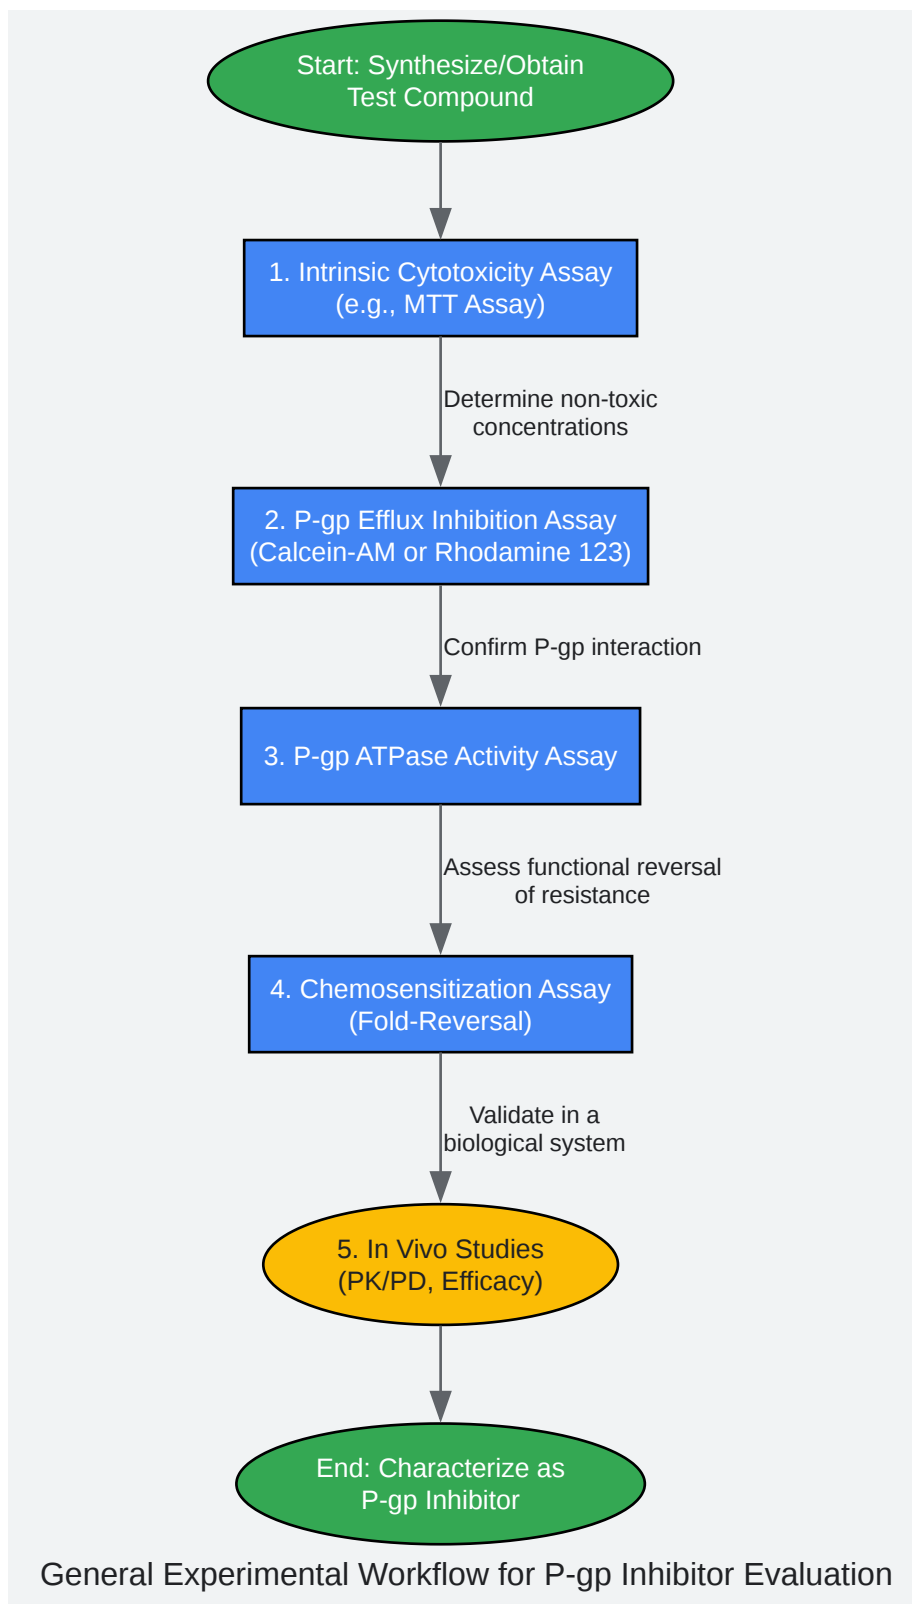 Start: Synthesize/Obtain
Test Compound
1. Intrinsic Cytotoxicity Assay
(e.g., MTT Assay)
Determine non-toxic
concentrations
2. P-gp Efflux Inhibition Assay
(Calcein-AM or Rhodamine 123)
Confirm P-gp interaction
3. P-gp ATPase Activity Assay
Assess functional reversal
of resistance
4. Chemosensitization Assay
(Fold-Reversal)
Validate in a
biological system
5. In Vivo Studies
(PK/PD, Efficacy)
End: Characterize as
P-gp Inhibitor
General Experimental Workflow for P-gp Inhibitor Evaluation